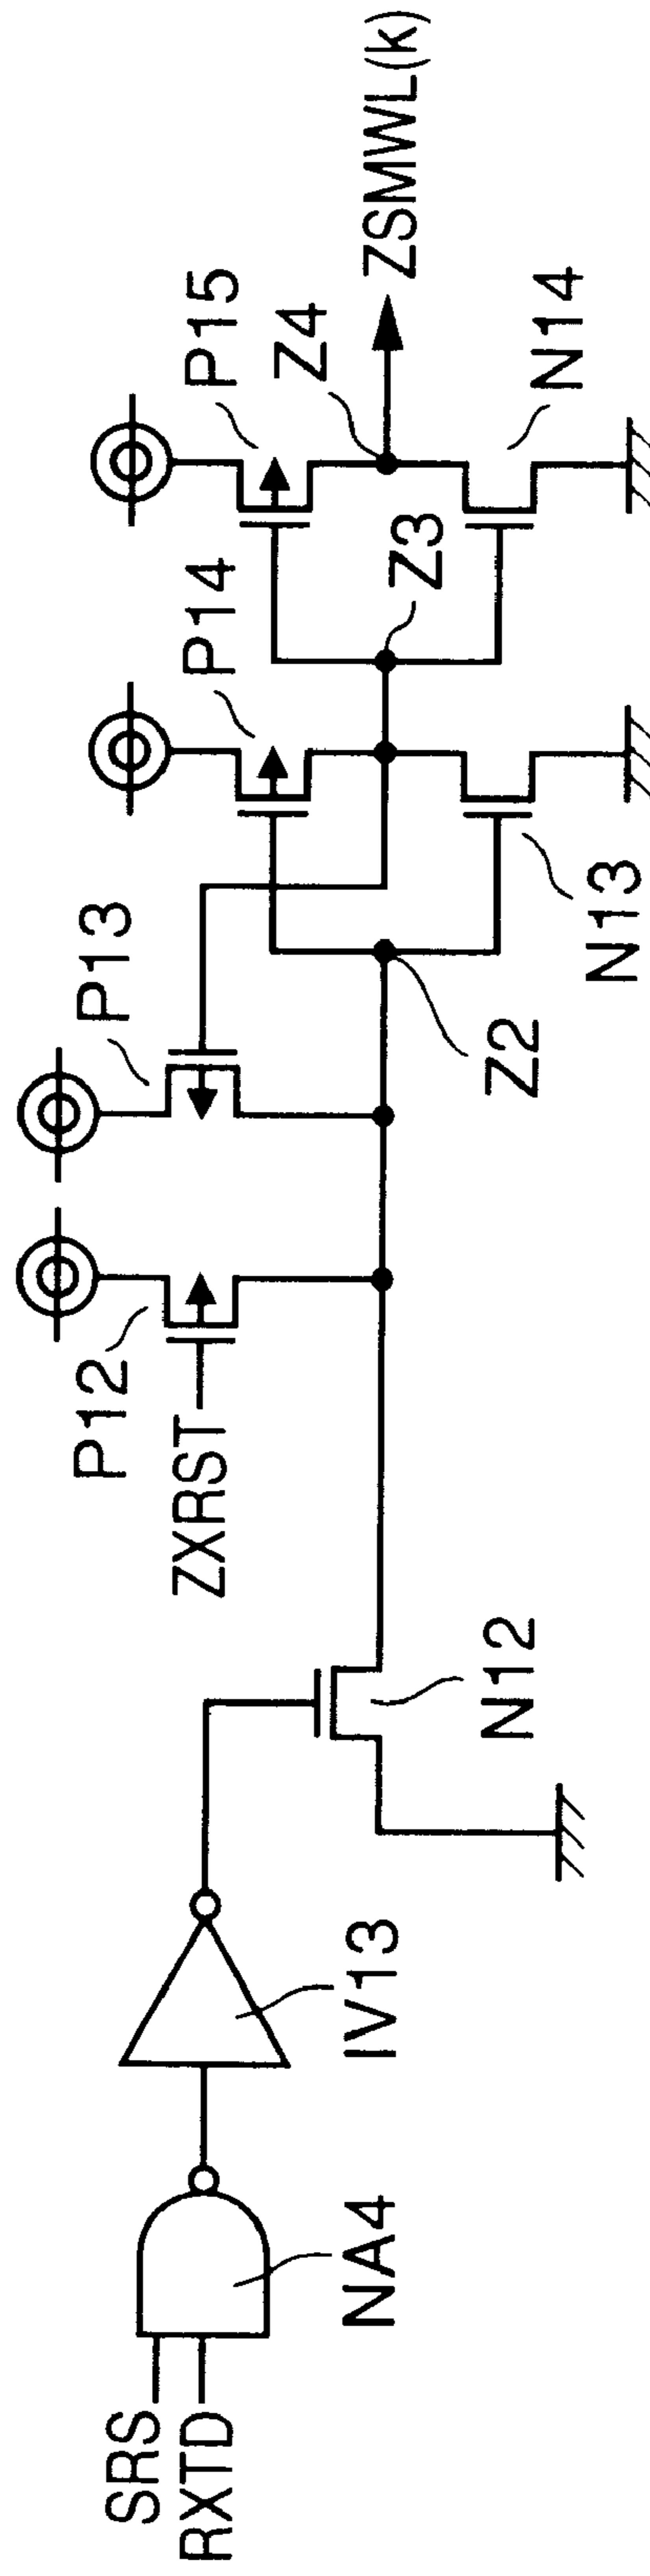 SRS
RXTD
NA4
IV13
N12
ZXRST
P12
P13
Z2
N13
P14
Z3
P15
Z4
N14
ZSMWL(k)